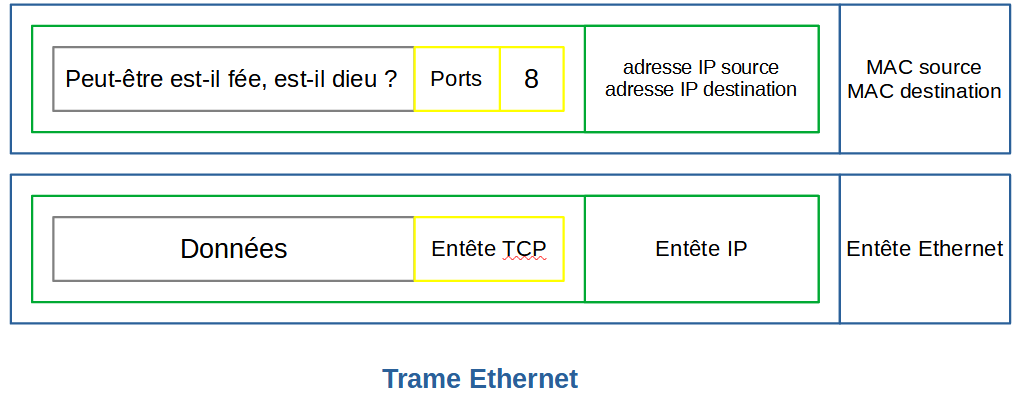 Peut-être est-il fée, est-il dieu ?
Ports
8
adresse IP source
adresse IP destination
MAC source
MAC destination
Données
Entête TCP
Entête IP
Entête Ethernet
Trame Ethernet